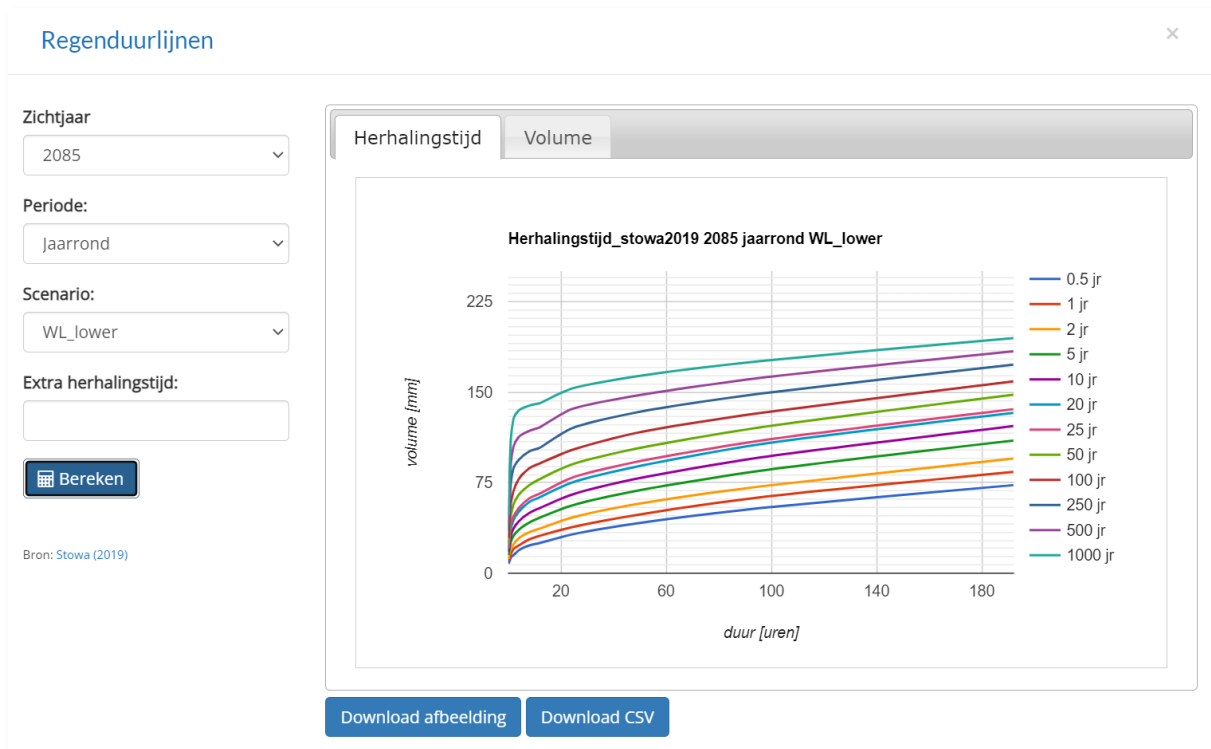 Regenduurlijnen
×
Zichtjaar
2085
Periode:
Jaarrond
Scenario:
WL_lower
Extra herhalingstijd:
Bereken
Bron: Stowa (2019)
Herhalingstijd
Volume
Herhalingstijd_stowa2019 2085 jaarrond WL_lower
volume [mm]
225
150
75
0
20 60 100 140 180
duur [uren]
0.5 jr
1 jr
2 jr
5 jr
10 jr
20 jr
25 jr
50 jr
100 jr
250 jr
500 jr
1000 jr
Download afbeelding
Download CSV